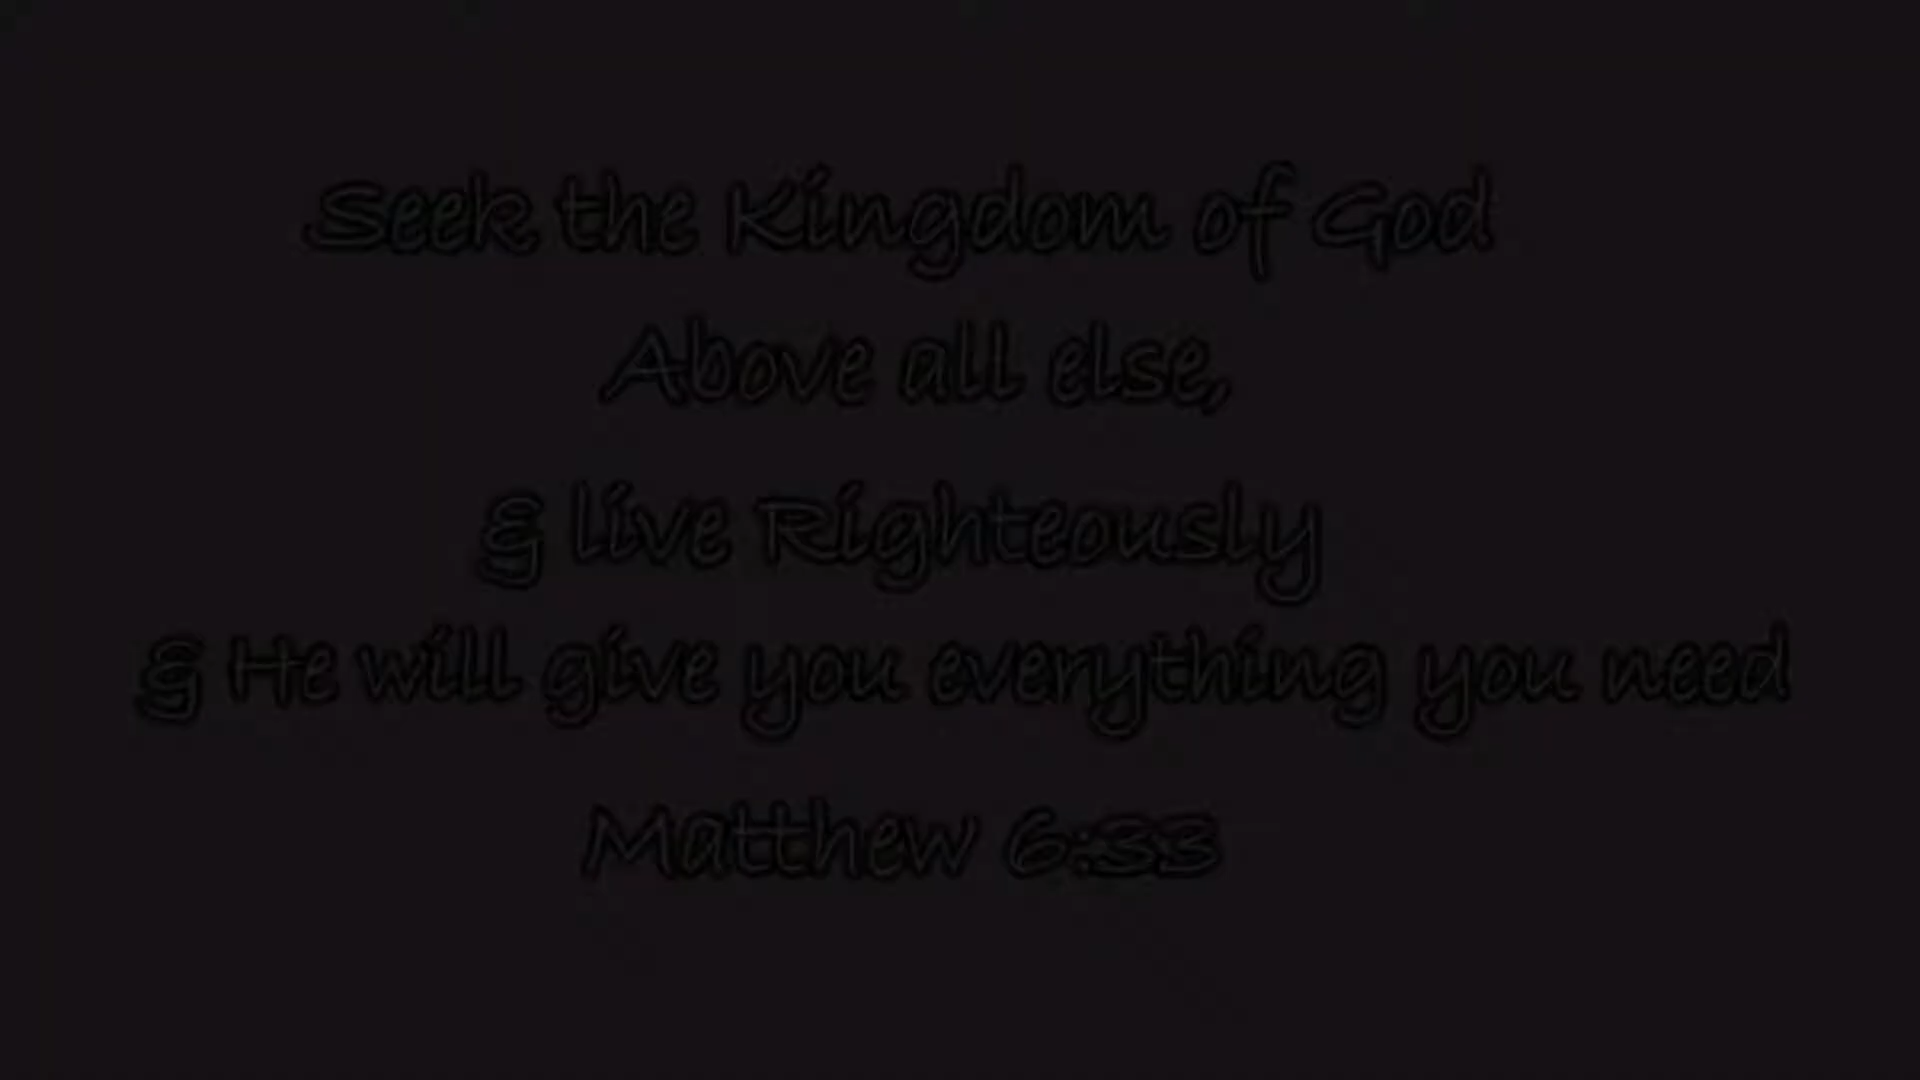 Seek the Kingdom of God
Above all else,
& live Righteously
& He will give you everything you need
Matthew 6:33